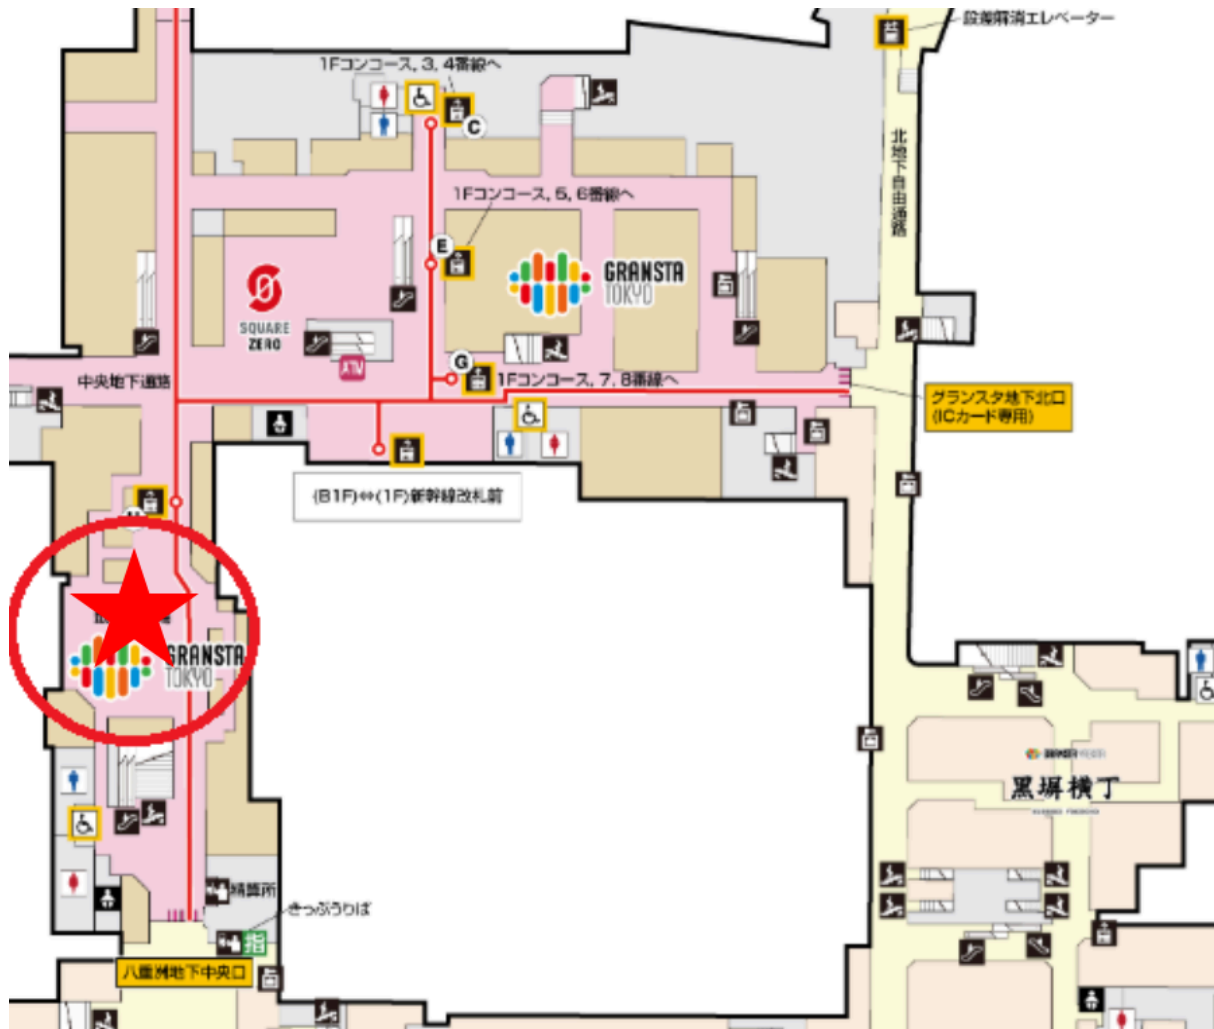 段差解消エレベーター
1Fコンコース, 3, 4番線へ
C
北地下自由通路
1Fコンコース, 5, 6番線へ
E
GRANSTA
TOKYO
SQUARE
ZERO
ATM
G
1Fコンコース, 7, 8番線へ
中央地下通路
グランスタ地下北口
(ICカード専用)
(B1F)⇔(1F)新幹線改札前
GRANSTA
TOKYO
黒塀横丁
精算所
きっぷうりば
指
八重洲地下中央口